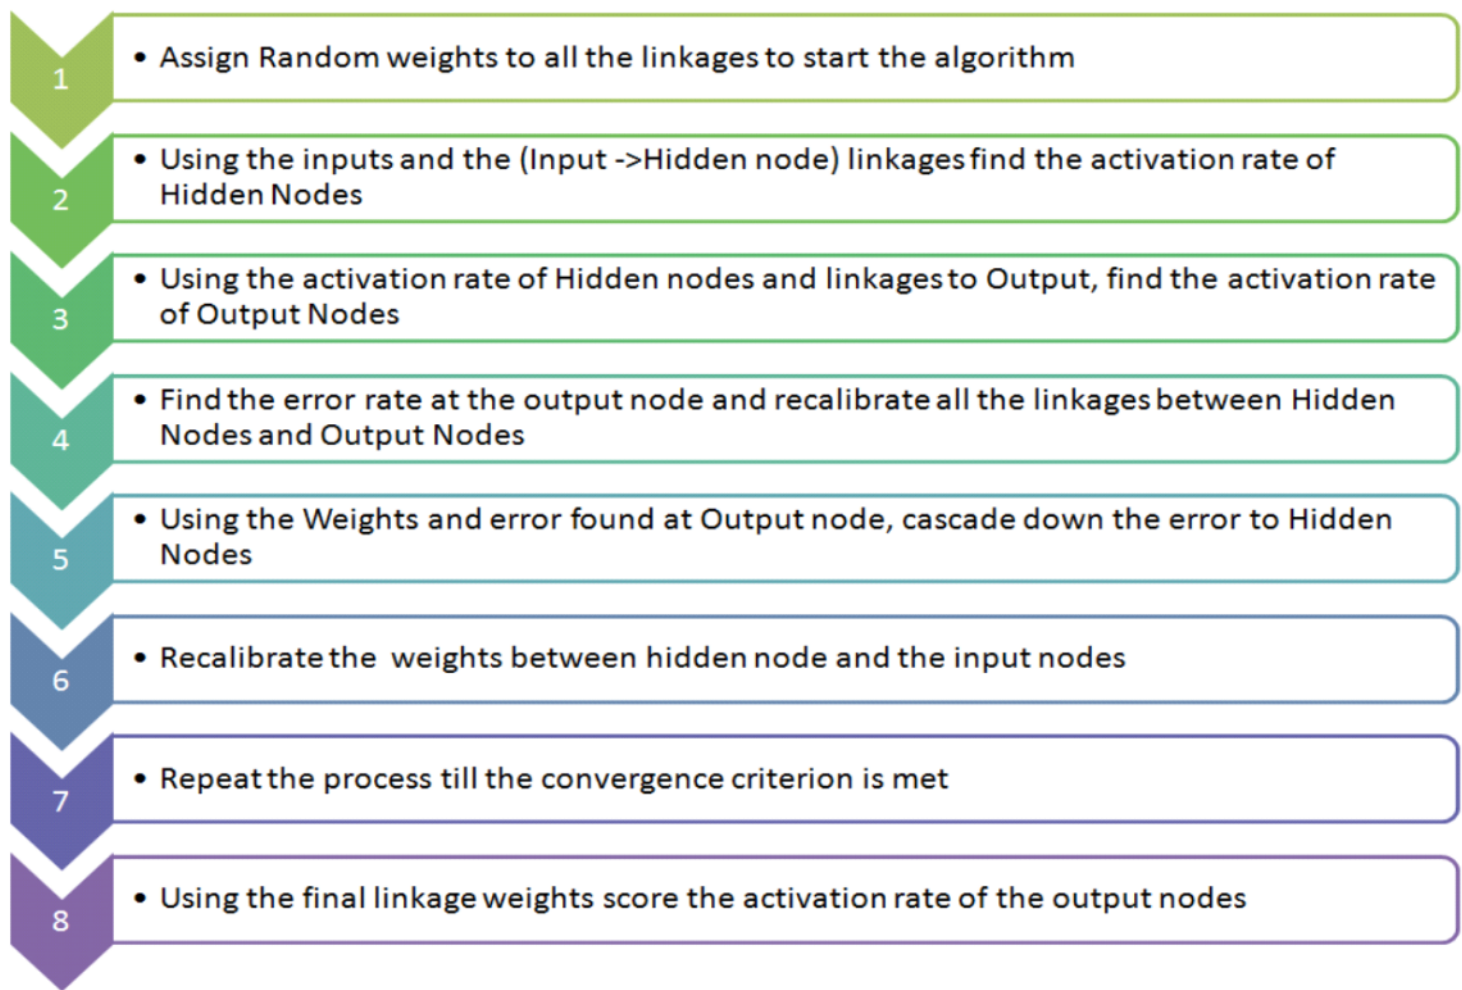 1
• Assign Random weights to all the linkages to start the algorithm
2
• Using the inputs and the (Input ->Hidden node) linkages find the activation rate of
Hidden Nodes
3
• Using the activation rate of Hidden nodes and linkages to Output, find the activation rate
of Output Nodes
4
• Find the error rate at the output node and recalibrate all the linkages between Hidden
Nodes and Output Nodes
5
• Using the Weights and error found at Output node, cascade down the error to Hidden
Nodes
6
• Recalibrate the weights between hidden node and the input nodes
7
• Repeat the process till the convergence criterion is met
8
• Using the final linkage weights score the activation rate of the output nodes